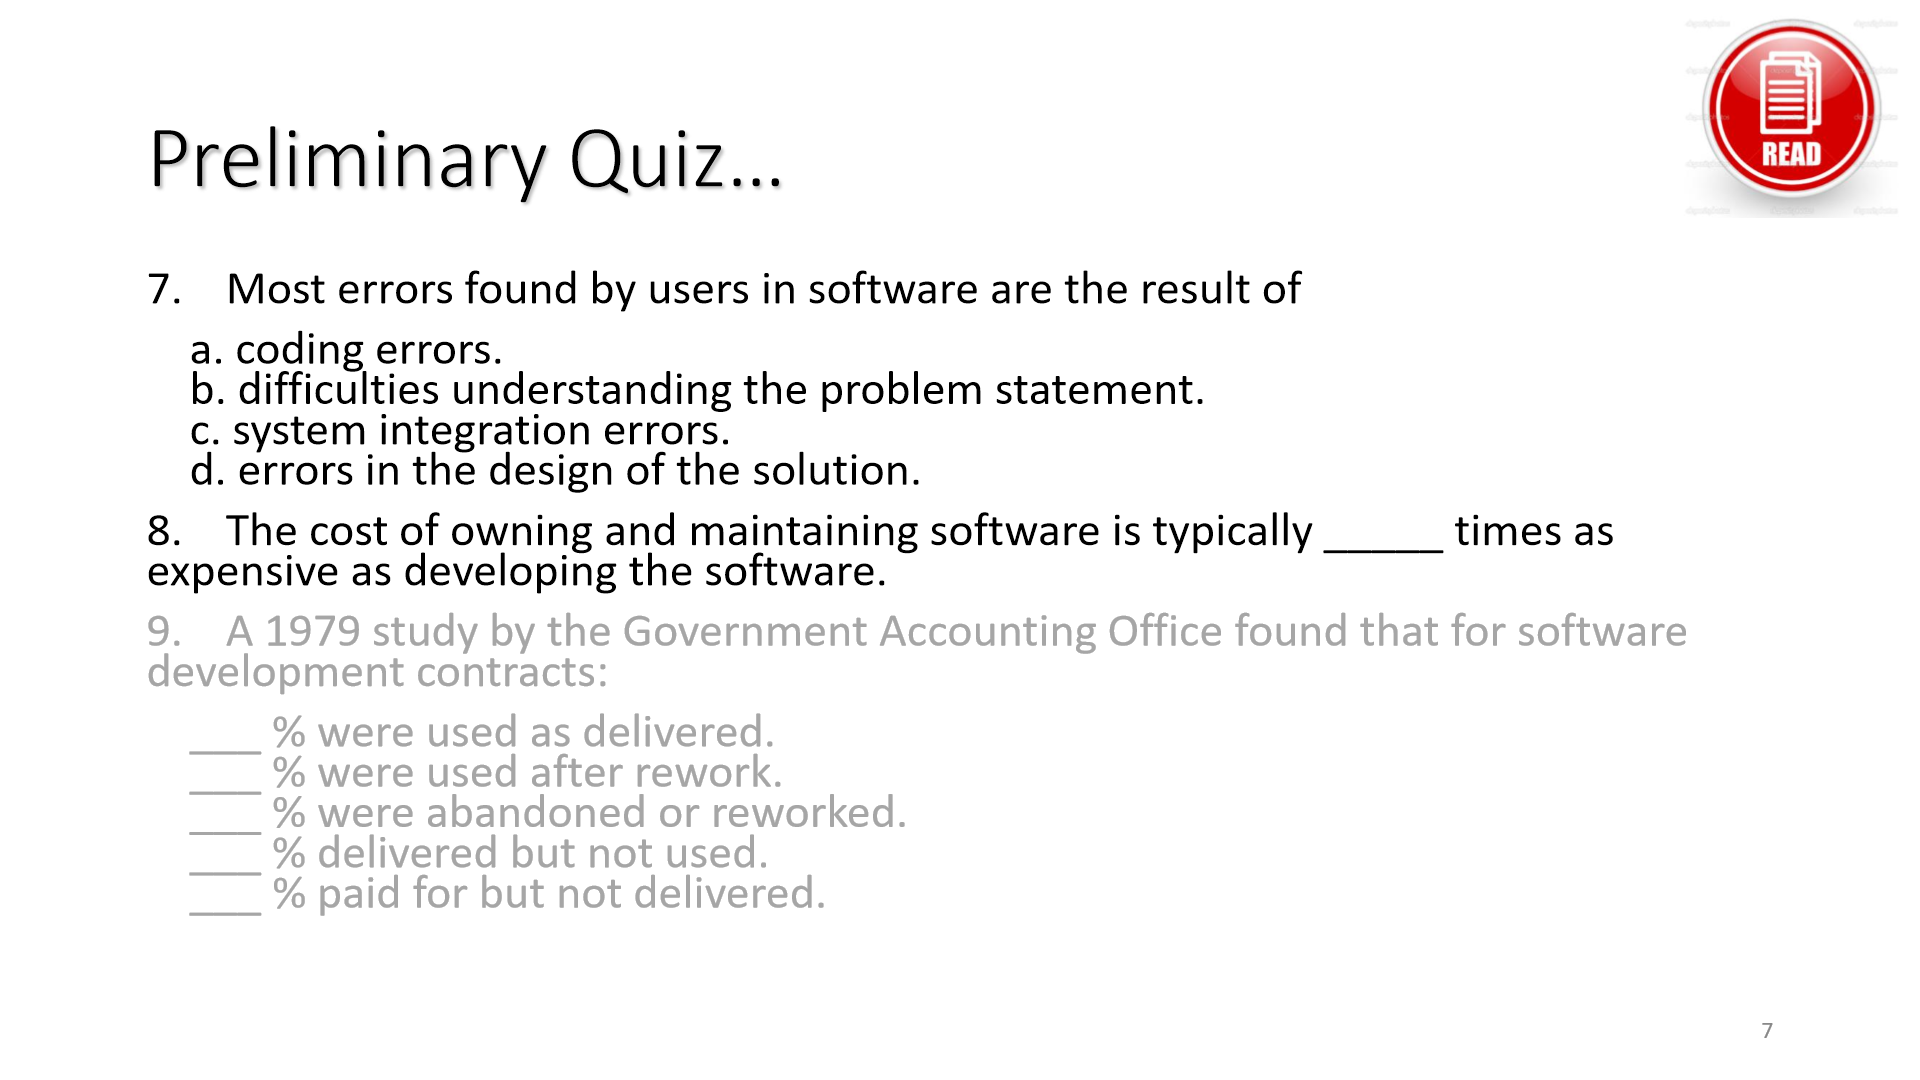 READ
Preliminary Quiz...
7. Most errors found by users in software are the result of
a. coding errors.
b. difficulties understanding the problem statement.
c. system integration errors.
d. errors in the design of the solution.
8. The cost of owning and maintaining software is typically _____ times as
expensive as developing the software.
9. A 1979 study by the Government Accounting Office found that for software
development contracts:
___ % were used as delivered.
___ % were used after rework.
___ % were abandoned or reworked.
___ % delivered but not used.
___ % paid for but not delivered.
7